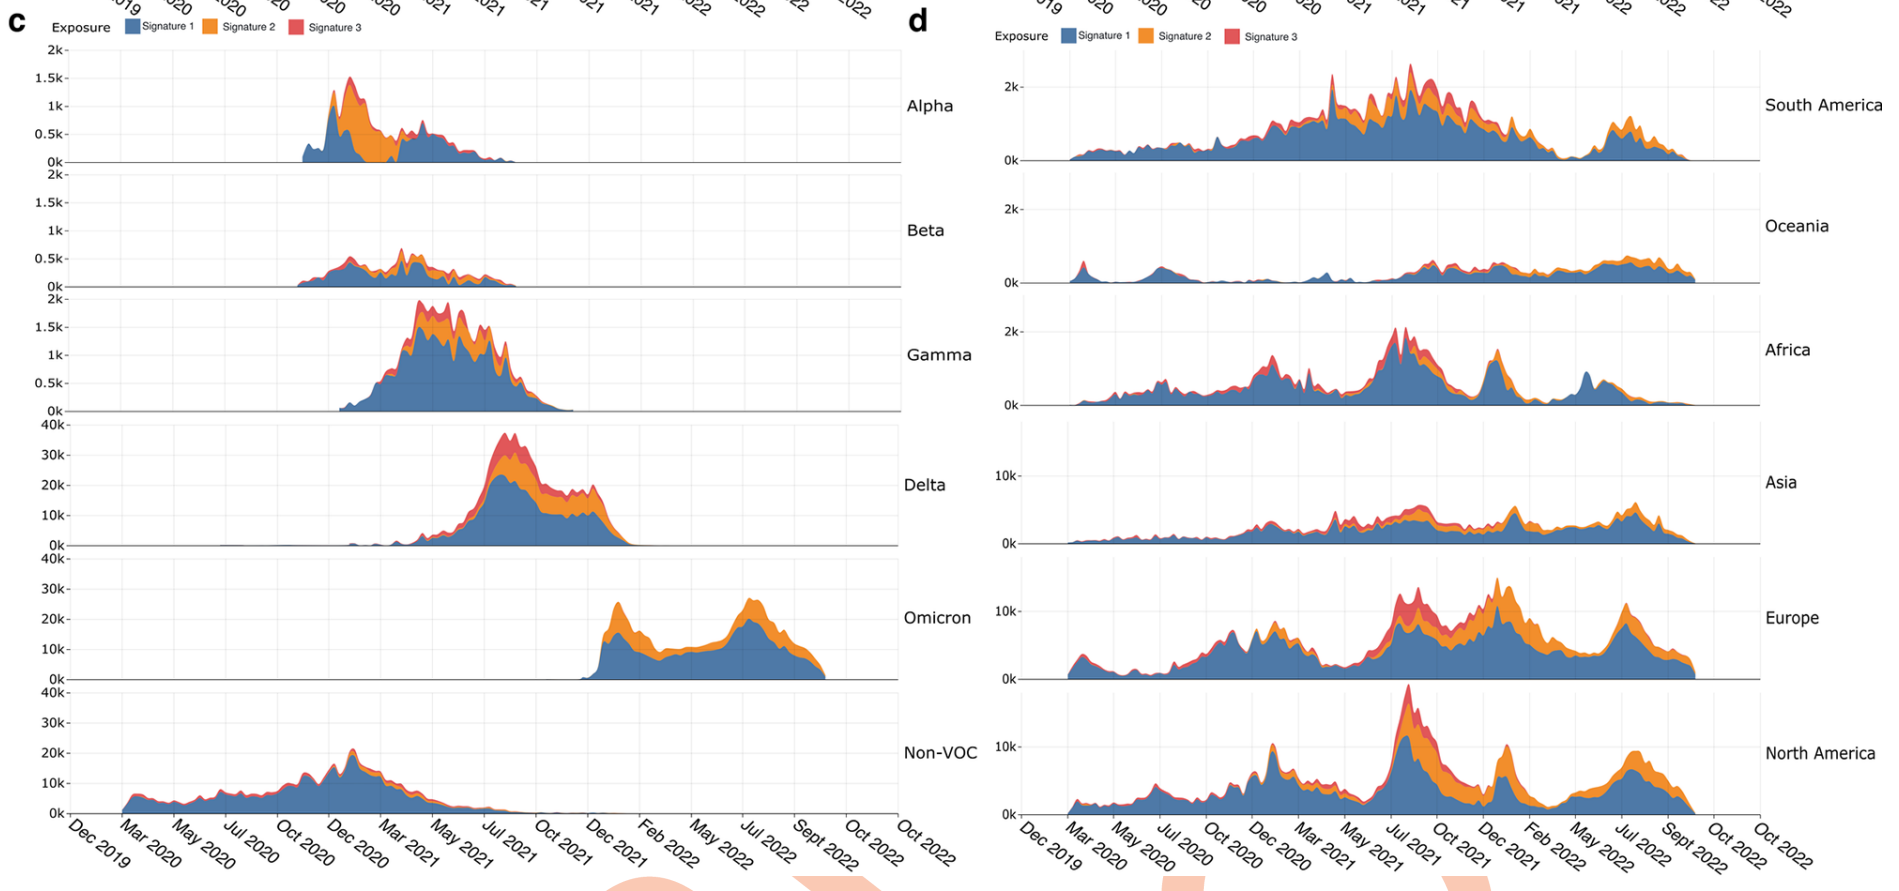 c
Exposure Signature 1 Signature 2 Signature 3
2k
1.5k
1k
0.5k
0k
Alpha
2k
1.5k
1k
0.5k
0k
Beta
2k
1.5k
1k
0.5k
0k
Gamma
40k
30k
20k
10k
0k
Delta
40k
30k
20k
10k
0k
Omicron
40k
30k
20k
10k
0k
Non-VOC
Dec 2019
Mar 2020
May 2020
Jul 2020
Oct 2020
Dec 2020
Mar 2021
May 2021
Jul 2021
Oct 2021
Dec 2021
Feb 2022
May 2022
Jul 2022
Sept 2022
Oct 2022
Oct 2022
d
Exposure Signature 1 Signature 2 Signature 3
2k
0k
South America
2k
0k
Oceania
2k
0k
Africa
10k
0k
Asia
10k
0k
Europe
10k
0k
North America
Dec 2019
Mar 2020
May 2020
Jul 2020
Oct 2020
Dec 2020
Mar 2021
May 2021
Jul 2021
Oct 2021
Dec 2021
Feb 2022
May 2022
Jul 2022
Sept 2022
Oct 2022
Oct 2022